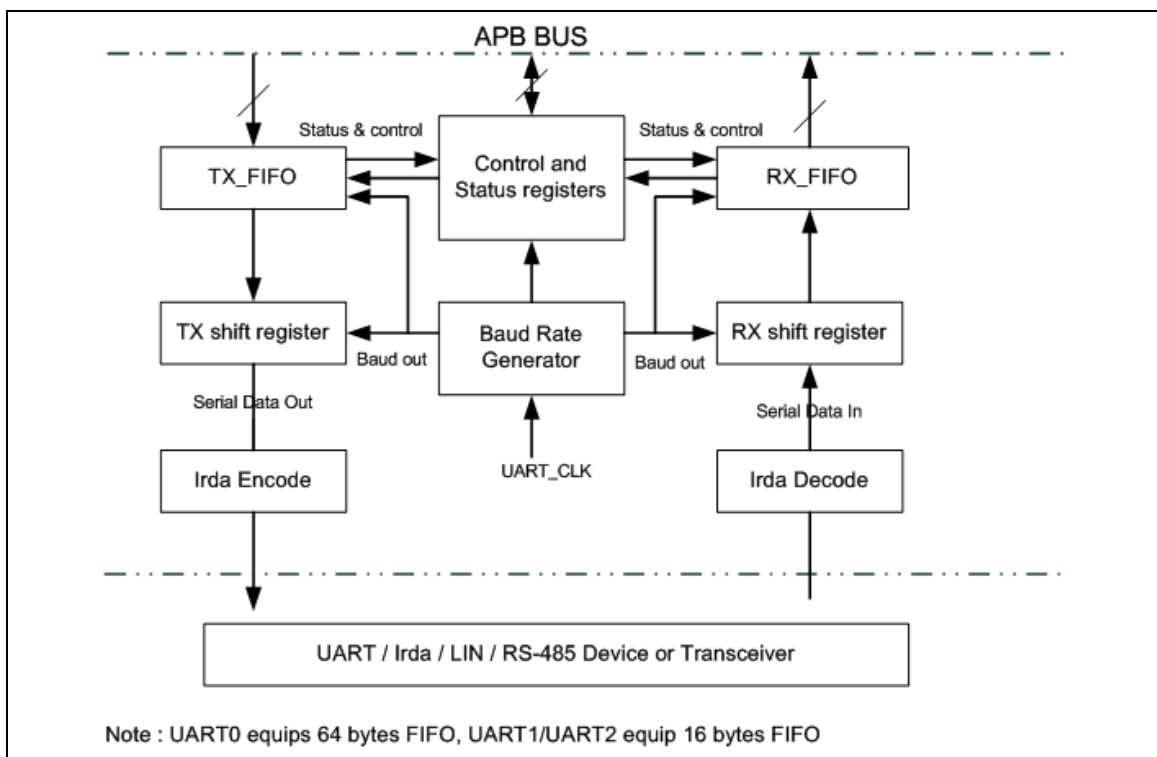 APB BUS
Status & control
Status & control
TX_FIFO
Control and
Status registers
RX_FIFO
TX shift register
Baud Rate
Generator
RX shift register
Baud out
Baud out
Serial Data Out
Serial Data In
Irda Encode
UART_CLK
Irda Decode
UART / Irda / LIN / RS-485 Device or Transceiver
Note : UART0 equips 64 bytes FIFO, UART1/UART2 equip 16 bytes FIFO